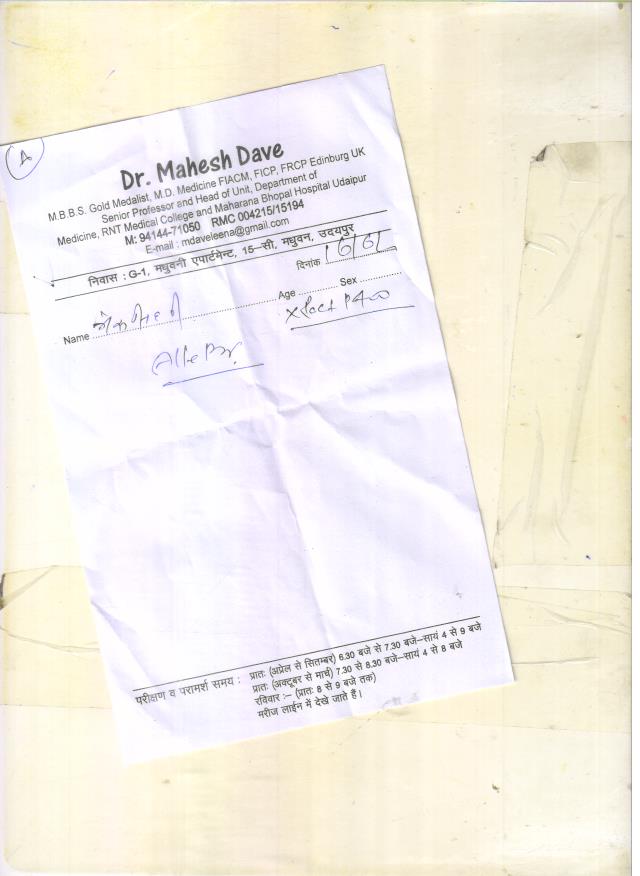 A
Dr. Mahesh Dave
M.B.B.S. Gold Medalist, M.D. Medicine FIACM, FICP, FRCP Edinburg UK
Senior Professor and Head of Unit, Department of
Medicine, RNT Medical College and Maharana Bhopal Hospital Udaipur
M: 94144-71050 RMC 004215/15194
E-mail : mdaveleena@gmail.com
निवास : G-1, मधुवनी एपार्टमेन्ट, 15-सी, मधुवन, उदयपुर
दिनांक
Name Age Sex
परीक्षण व परामर्श समय : प्रातः (अप्रेल से सितम्बर) 6.30 बजे से 7.30 बजे-सायं 4 से 9 बजे
प्रातः (अक्टूबर से मार्च) 7.30 से 8.30 बजे-सायं 4 से 8 बजे
रविवार :- (प्रातः 8 से 9 बजे तक)
मरीज लाईन में देखे जाते हैं।